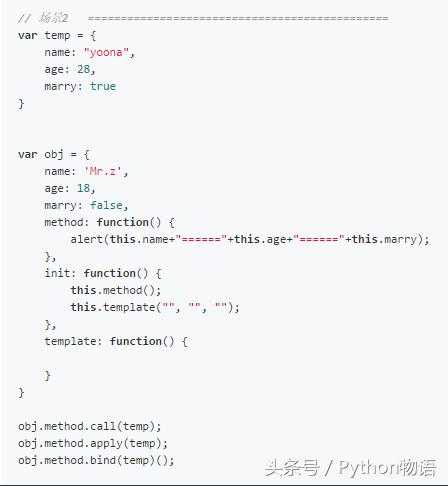 // 场景2   =============================================
var temp = {
    name: "yoona",
    age: 28,
    marry: true
}
var obj = {
    name: 'Mr.z',
    age: 18,
    marry: false,
    method: function() {
        alert(this.name+"======"+this.age+"======"+this.marry);
    },
    init: function() {
        this.method();
        this.template("", "", "");
    },
    template: function() {
    }
}
obj.method.call(temp);
obj.method.apply(temp);
obj.method.bind(temp)();
头条号 / Python物语